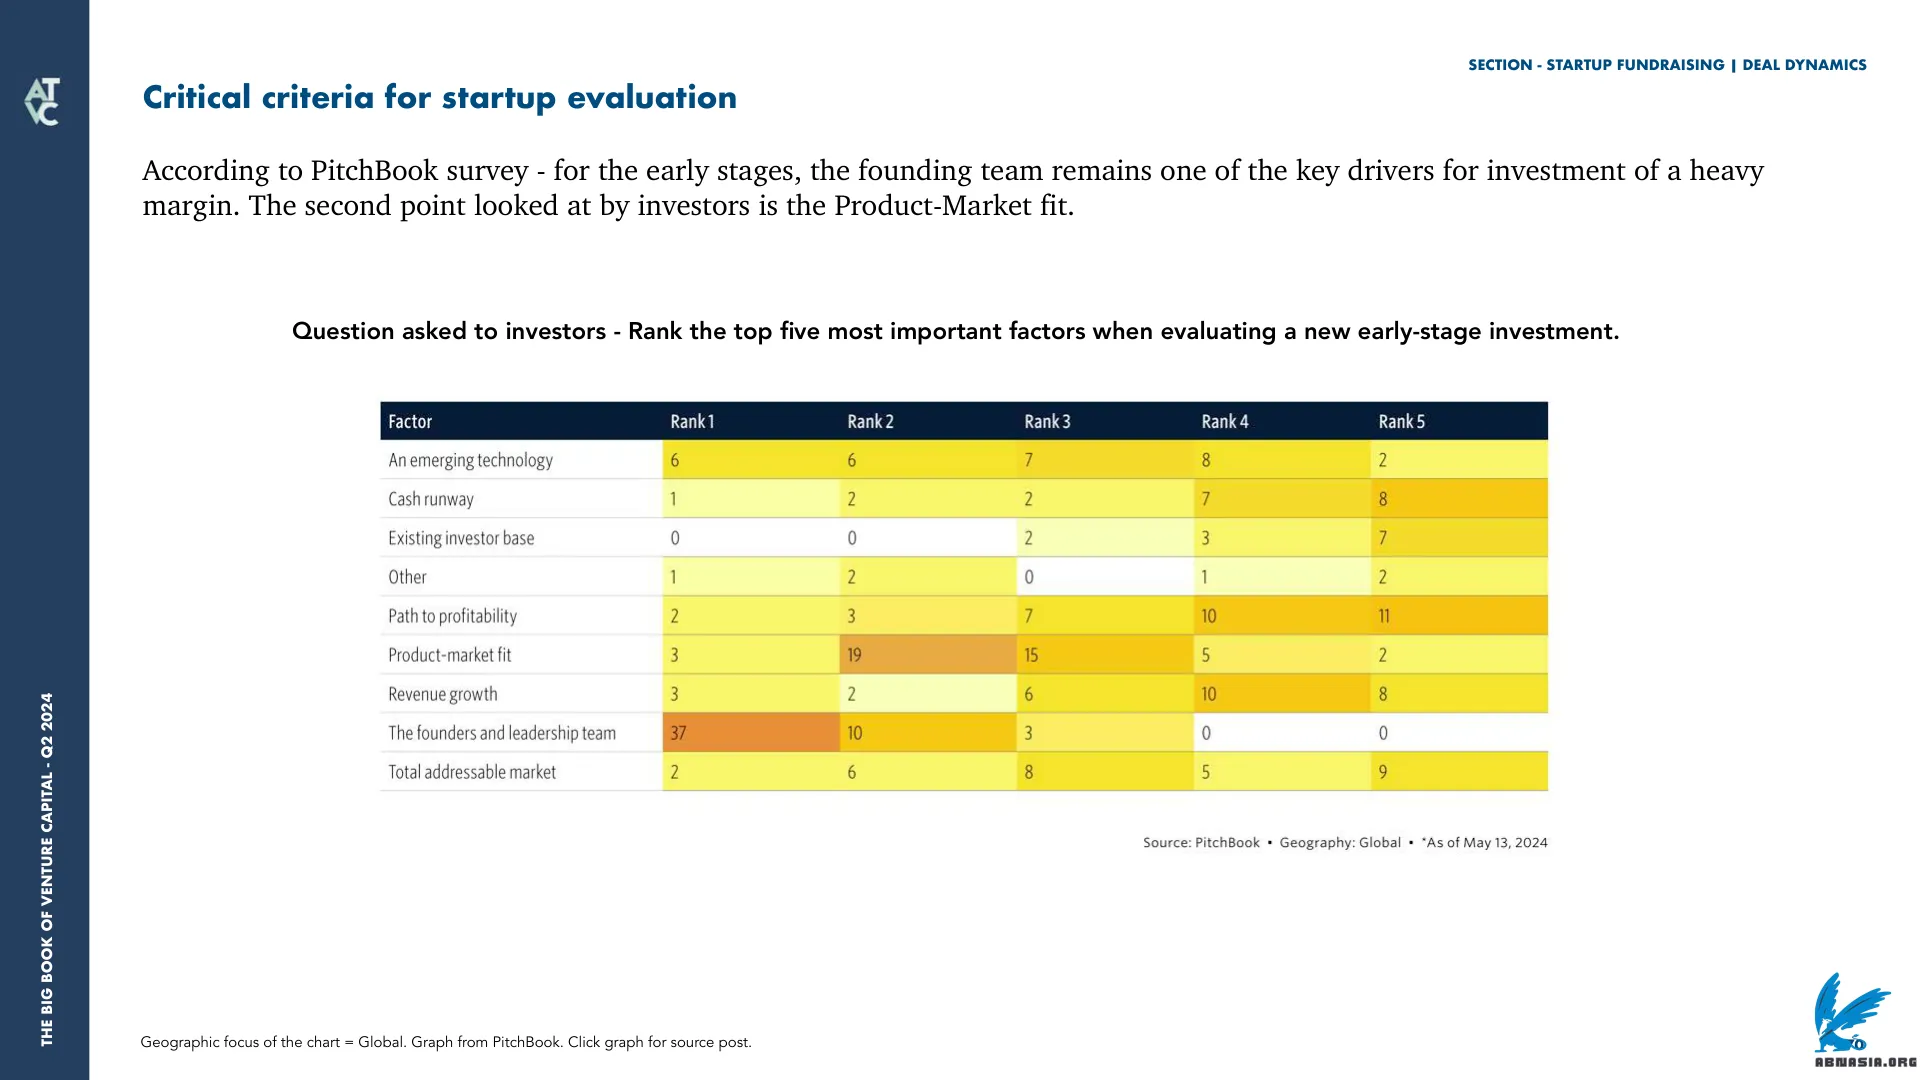 SECTION - STARTUP FUNDRAISING | DEAL DYNAMICS
AT
VC
Critical criteria for startup evaluation
According to PitchBook survey - for the early stages, the founding team remains one of the key drivers for investment of a heavy
margin. The second point looked at by investors is the Product-Market fit.
Question asked to investors - Rank the top five most important factors when evaluating a new early-stage investment.
Factor Rank 1 Rank 2 Rank 3 Rank 4 Rank 5
An emerging technology 6 6 7 8 2
Cash runway 1 2 2 7 8
Existing investor base 0 0 2 3 7
Other 1 2 0 1 2
Path to profitability 2 3 7 10 11
Product-market fit 3 19 15 5 2
Revenue growth 3 2 6 10 8
The founders and leadership team 37 10 3 0 0
Total addressable market 2 6 8 5 9
Source: PitchBook • Geography: Global • *As of May 13, 2024
THE BIG BOOK OF VENTURE CAPITAL - Q2 2024
Geographic focus of the chart = Global. Graph from PitchBook. Click graph for source post.
ABNASIA.ORG